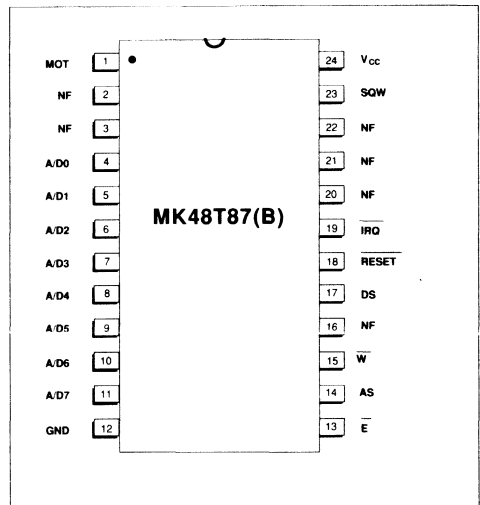 MOT 1 24 VCC
NF 2 23 SQW
NF 3 22 NF
A/D0 4 21 NF
A/D1 5 20 NF
MK48T87(B)
A/D2 6 19 IRQ
A/D3 7 18 RESET
A/D4 8 17 DS
A/D5 9 16 NF
A/D6 10 15 W
A/D7 11 14 AS
GND 12 13 E